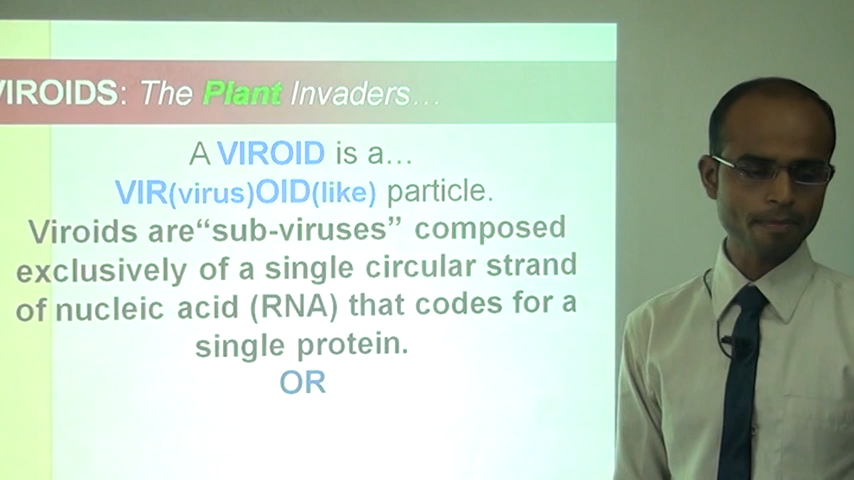 VIROIDS: The Plant Invaders...
A VIROID is a...
VIR(virus)OID(like) particle.
Viroids are“sub-viruses” composed
exclusively of a single circular strand
of nucleic acid (RNA) that codes for a
single protein.
OR